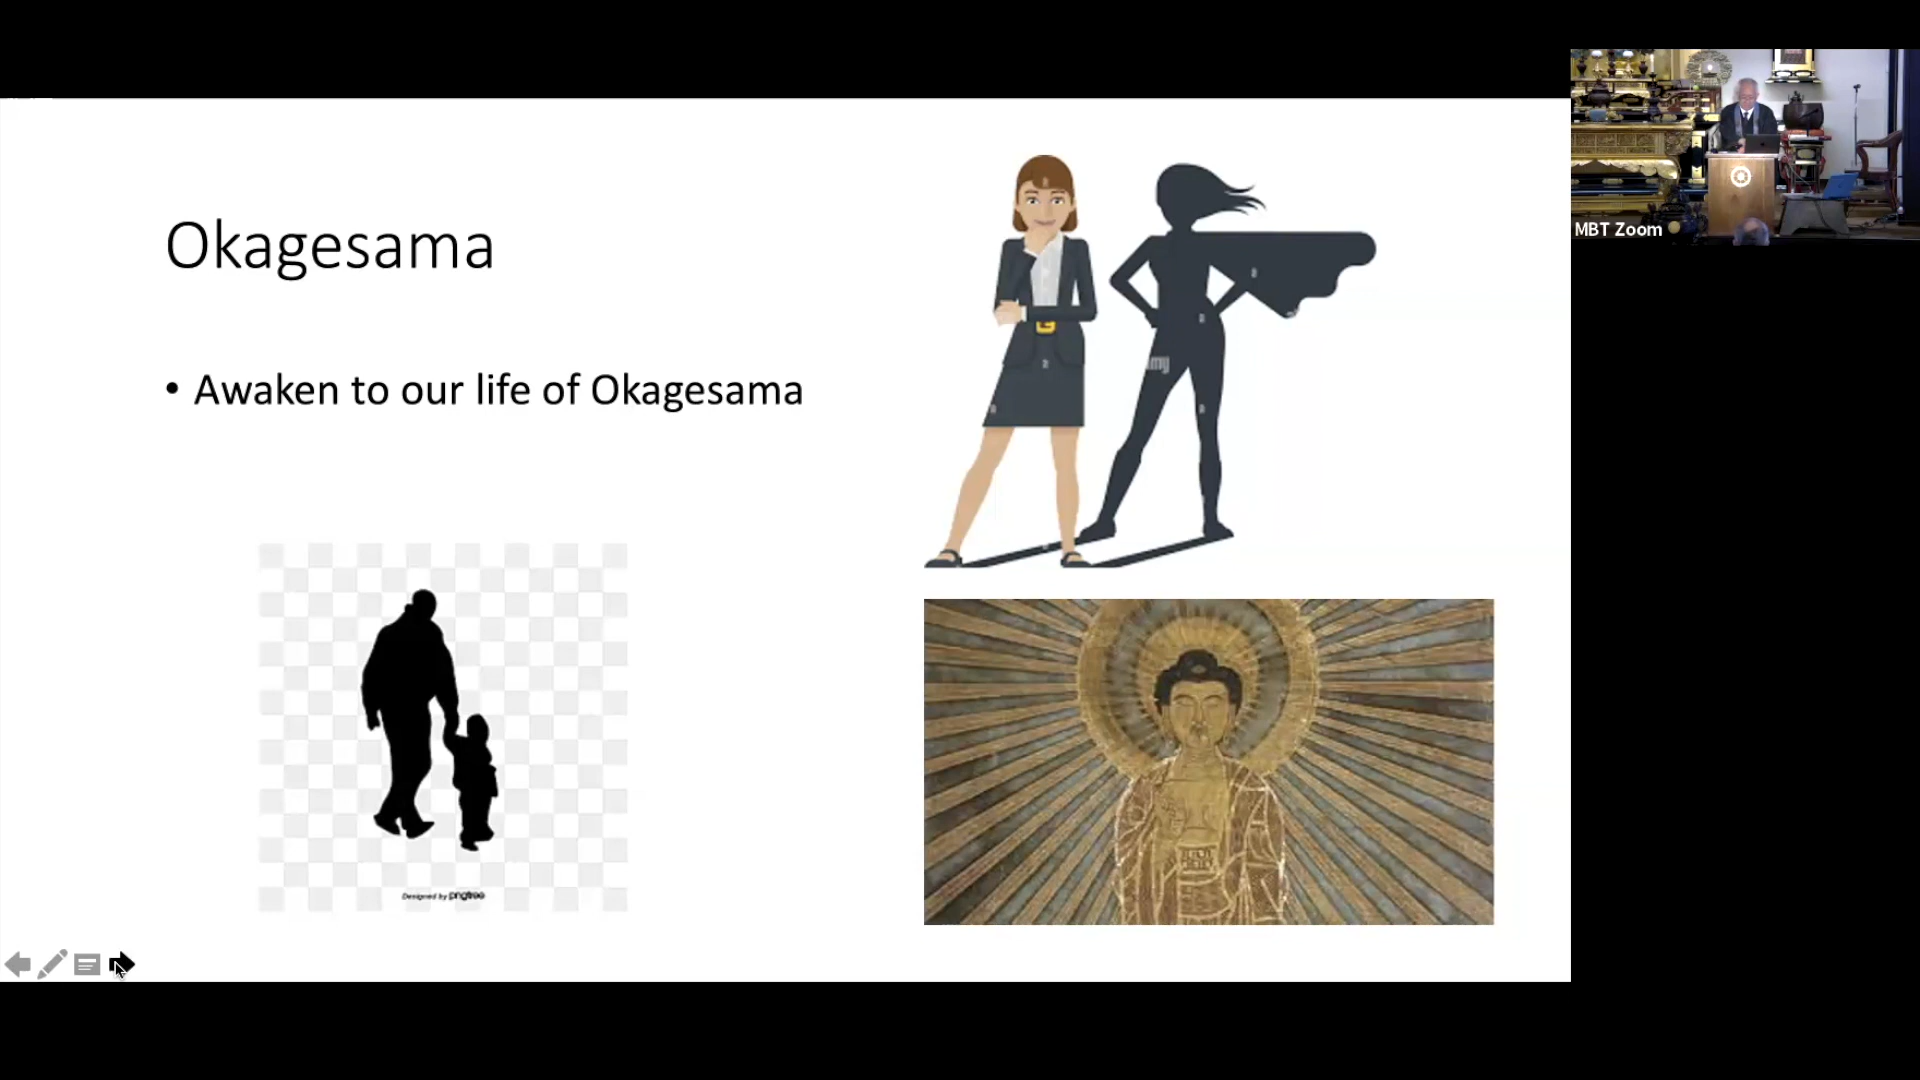 Okagesama
• Awaken to our life of Okagesama
Designed by pngtree
MBT Zoom